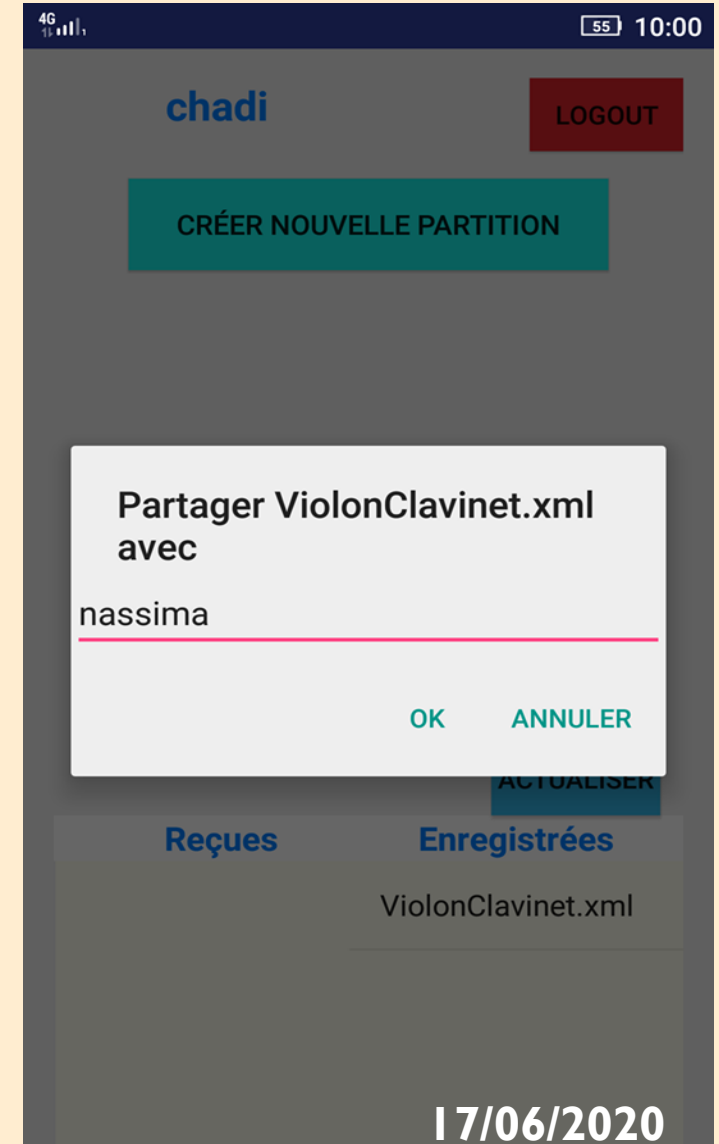 4G
55 10:00
chadi
LOGOUT
CRÉER NOUVELLE PARTITION
Partager ViolonClavinet.xml
avec
nassima
OK ANNULER
ACTUALISER
Reçues Enregistrées
ViolonClavinet.xml
17/06/2020